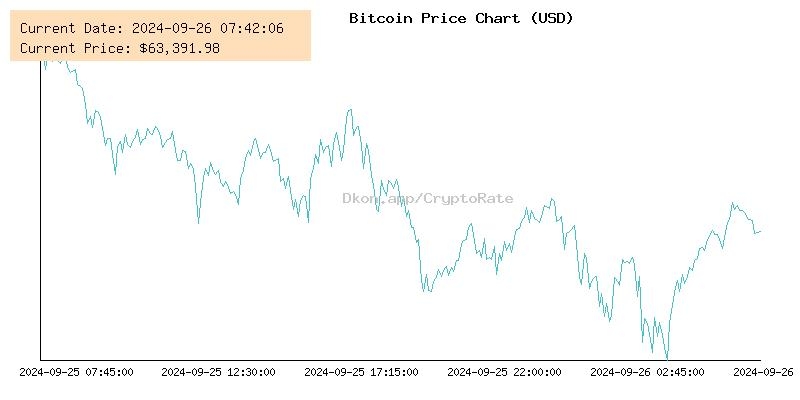 Bitcoin Price Chart (USD)
Current Date: 2024-09-26 07:42:06
Current Price: $63,391.98
Dkon.app/CryptoRate
2024-09-25 07:45:00 2024-09-25 12:30:00 2024-09-25 17:15:00 2024-09-25 22:00:00 2024-09-26 02:45:00 2024-09-26